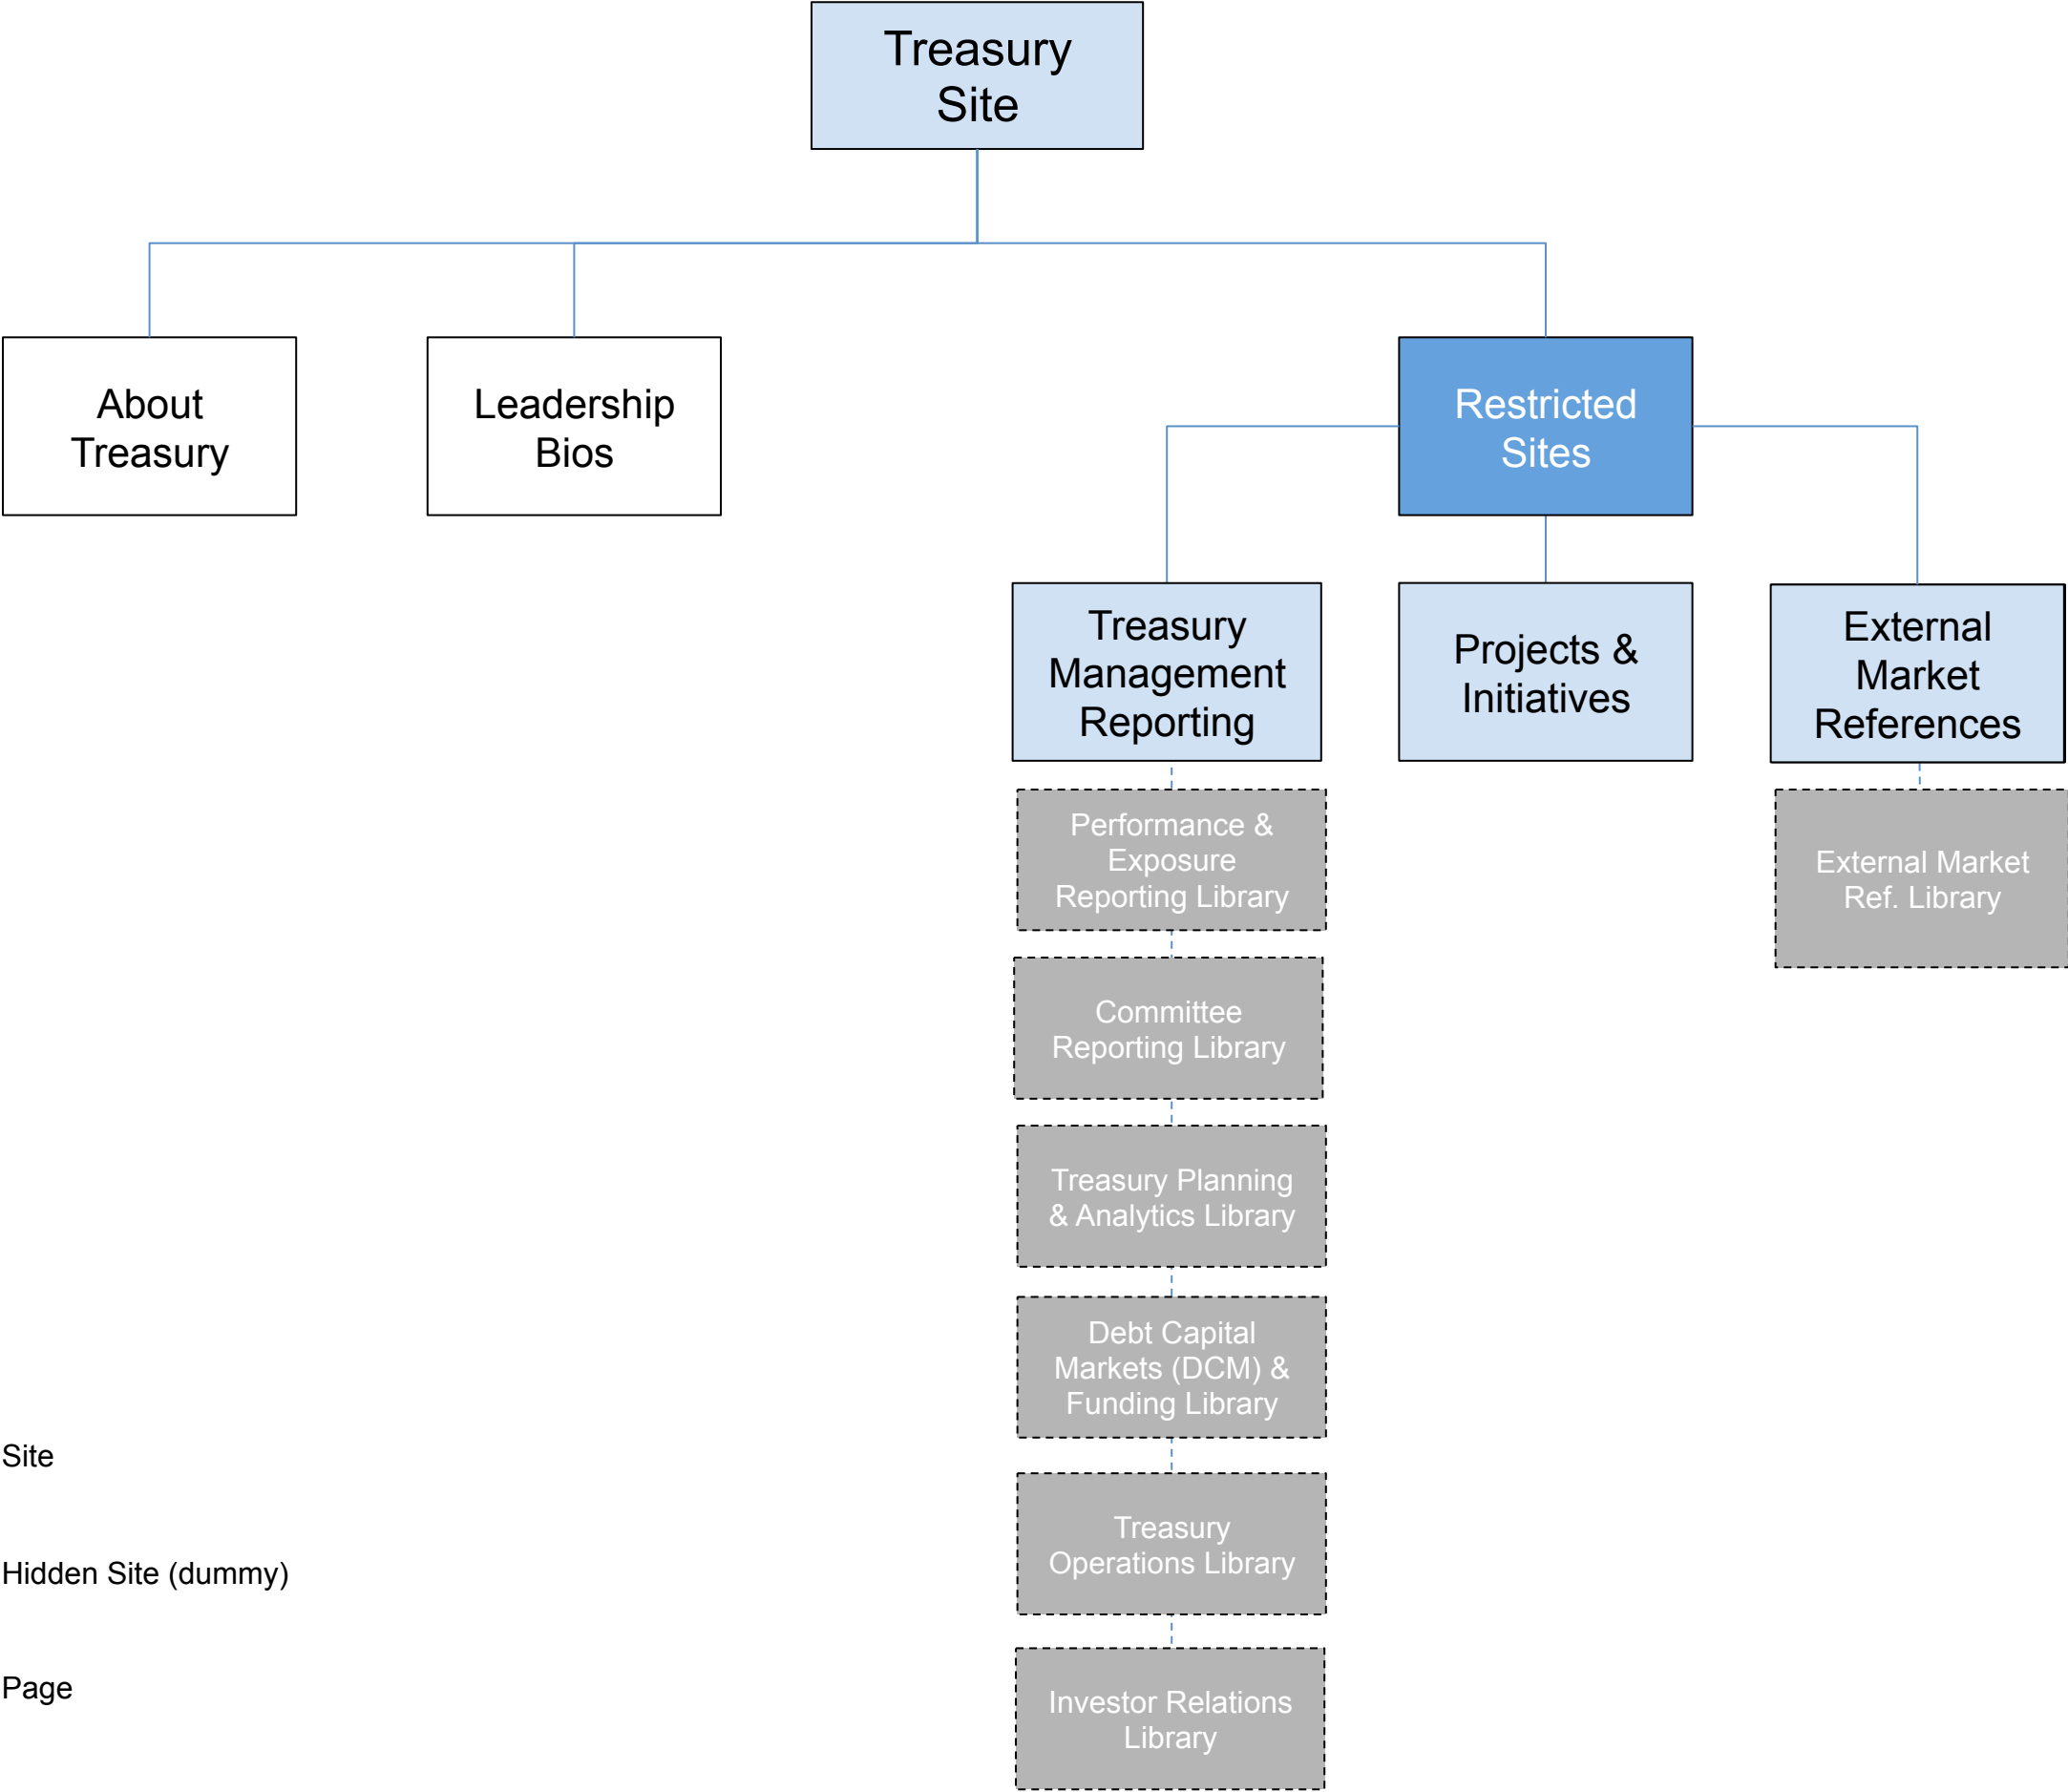 Treasury
Site
About
Treasury
Leadership
Bios
Restricted
Sites
Treasury
Management
Reporting
Projects &
Initiatives
External
Market
References
Performance &
Exposure
Reporting Library
External Market
Ref. Library
Committee
Reporting Library
Treasury Planning
& Analytics Library
Debt Capital
Markets (DCM) &
Funding Library
Treasury
Operations Library
Investor Relations
Library
Site
Hidden Site (dummy)
Page